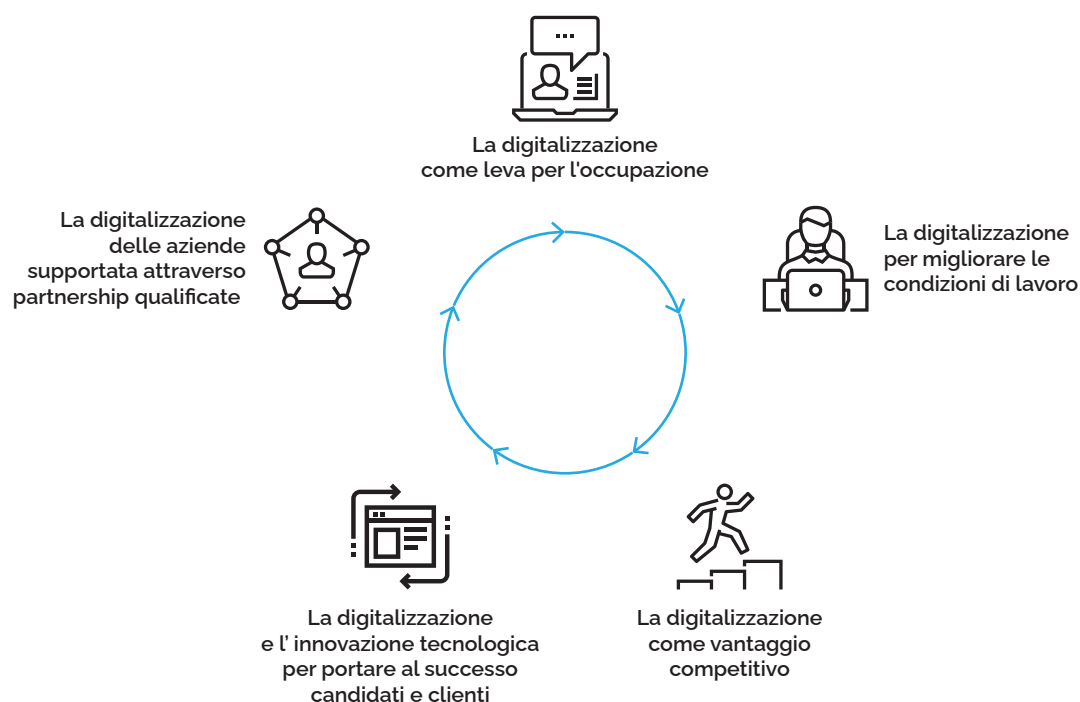 La digitalizzazione
come leva per l'occupazione
La digitalizzazione
per migliorare le
condizioni di lavoro
La digitalizzazione
come vantaggio
competitivo
La digitalizzazione
e l' innovazione tecnologica
per portare al successo
candidati e clienti
La digitalizzazione
delle aziende
supportata attraverso
partnership qualificate